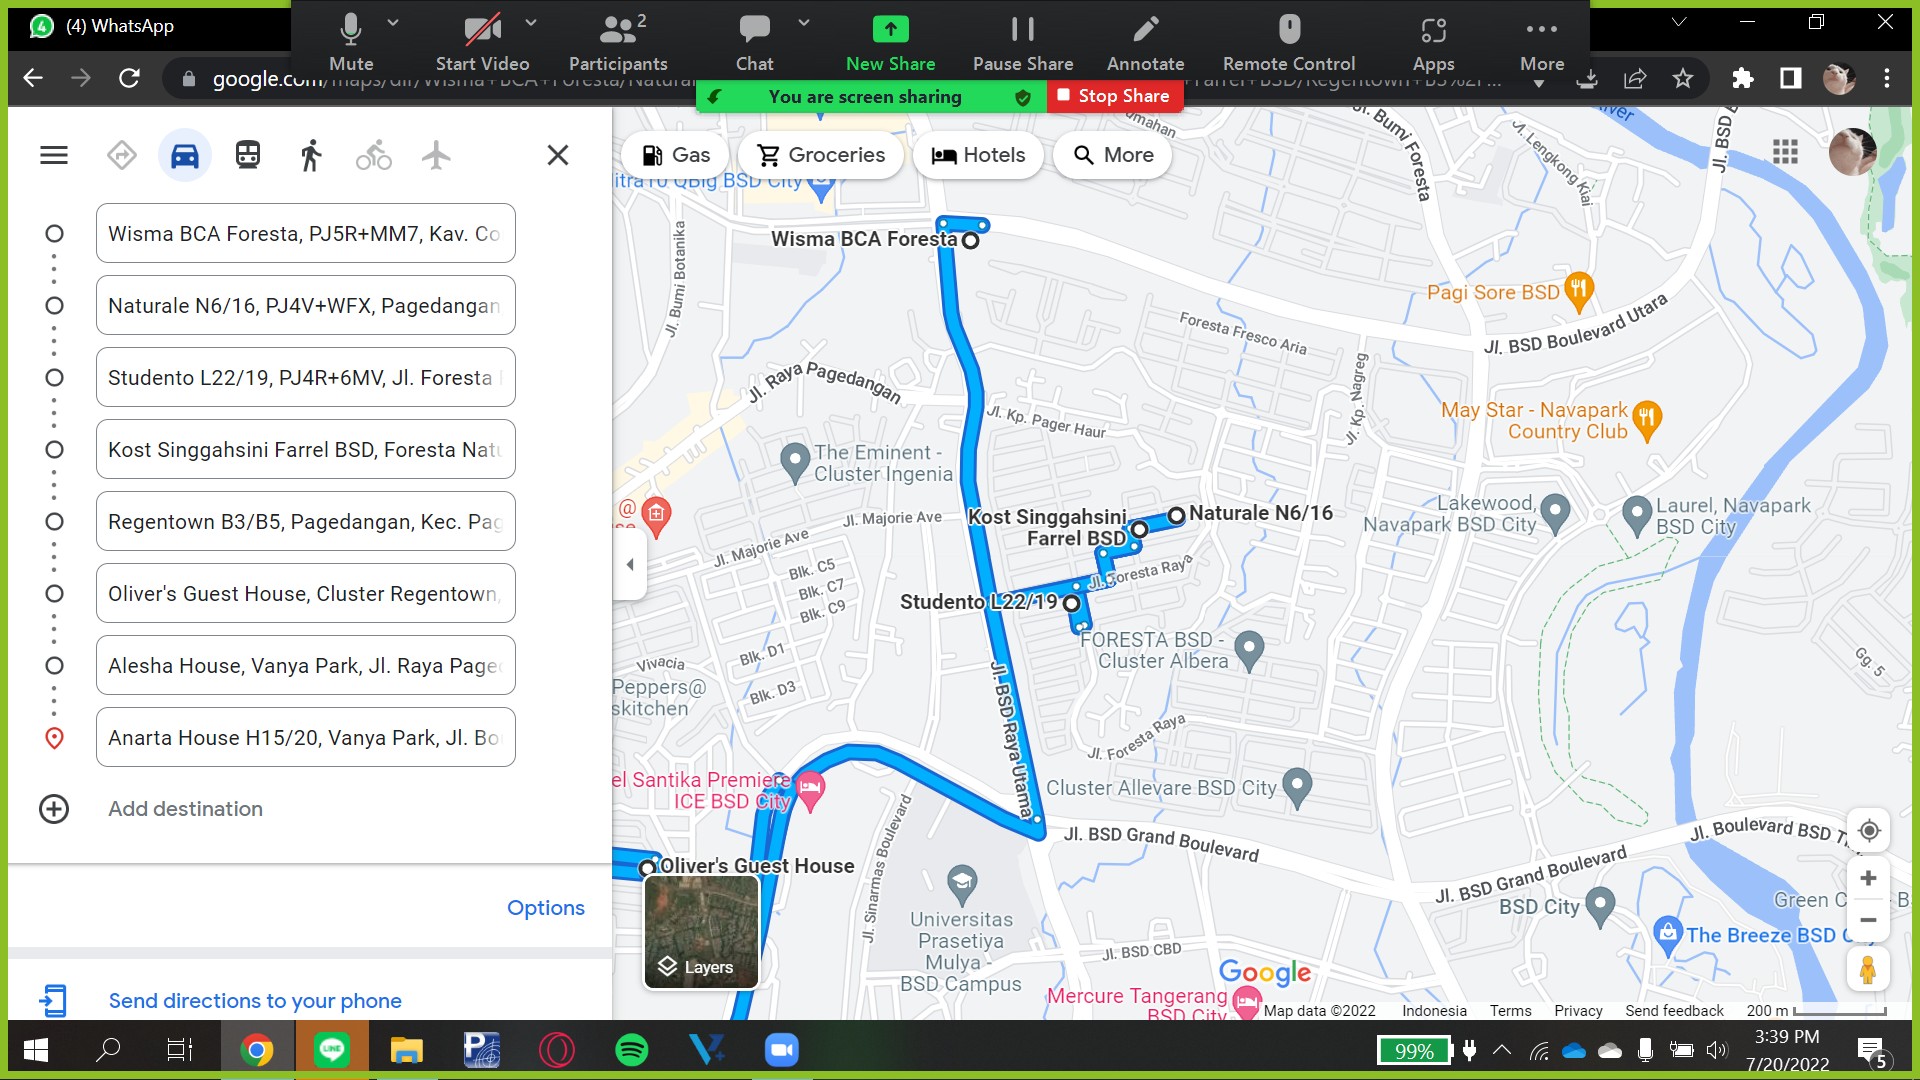 (4) WhatsApp
Mute
Start Video
2
Participants
Chat
New Share
Pause Share
Annotate
Remote Control
Apps
More
google.com/maps/dir/Wisma+BCA+Foresta/Natural
You are screen sharing
Stop Share
Wisma BCA Foresta, PJ5R+MM7, Kav. Co
Naturale N6/16, PJ4V+WFX, Pagedangan
Studento L22/19, PJ4R+6MV, Jl. Foresta
Kost Singgahsini Farrel BSD, Foresta Natu
Regentown B3/B5, Pagedangan, Kec. Pag
Oliver's Guest House, Cluster Regentown,
Alesha House, Vanya Park, Jl. Raya Page
Anarta House H15/20, Vanya Park, Jl. Bo
Add destination
Options
Send directions to your phone
Gas
Groceries
Hotels
More
itra10 QBig BSD City
umahan
Jl. Bumi Foresta
M. Lengkong Kiai
Jl. BSD B
River
Wisma BCA Foresta
Jl. Bumi Botanika
Pagi Sore BSD
Foresta Fresco Aria
Jl. BSD Boulevard Utara
Jl. Raya Pagedangan
Jl. Kp. Nagreg
Jl. Kp. Pager Haur
May Star - Navapark
Country Club
The Eminent -
Cluster Ingenia
Lakewood,
Navapark BSD City
Laurel, Navapark
BSD City
@
se
Jl. Majorie Ave
Jl. Majorie Ave
Kost Singgahsini
Farrel BSD
Naturale N6/16
Blk. C5
Blk. C7
Blk. C9
Jl. Foresta Raya
Studento L22/19
Blk. D1
Blk. D3
Vivacia
Peppers@
skitchen
FORESTA BSD -
Cluster Albera
Gg. 5
Jl. BSD Raya Utama
Jl. Foresta Raya
el Santika Premiere
ICE BSD City
Cluster Allevare BSD City
Jl. Sinarmas Boulevard
Jl. BSD Grand Boulevard
Jl. BSD Grand Boulevard
Jl. Boulevard BSD T
Oliver's Guest House
Universitas
Prasetiya
Mulya -
BSD Campus
BSD City
Green C
B
The Breeze BSD C
Jl. BSD CBD
Layers
Google
Mercure Tangerang
BSD City
Map data ©2022
Indonesia
Terms
Privacy
Send feedback
200 m
LINE
99%
3:39 PM
7/20/2022
5